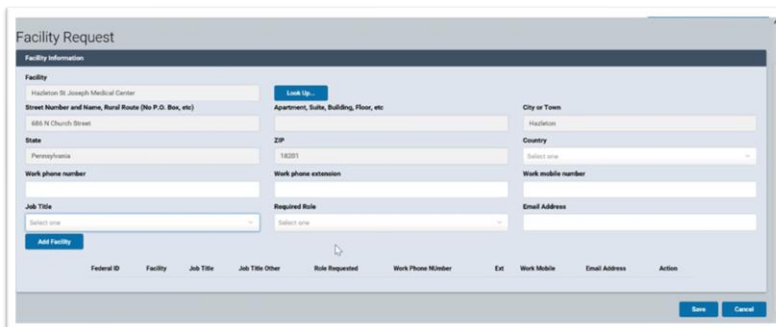 Facility Request
Facility Information
Facility
Hazleton St Joseph Medical Center Look Up...
Street Number and Name, Rural Route (No P.O. Box, etc) Apartment, Suite, Building, Floor, etc City or Town
686 N Church Street Hazleton
State ZIP Country
Pennsylvania 18201 Select one
Work phone number Work phone extension Work mobile number
Job Title Required Role Email Address
Select one Select one
Add Facility
Federal ID Facility Job Title Job Title Other Role Requested Work Phone NUmber Ext Work Mobile Email Address Action
Save Cancel